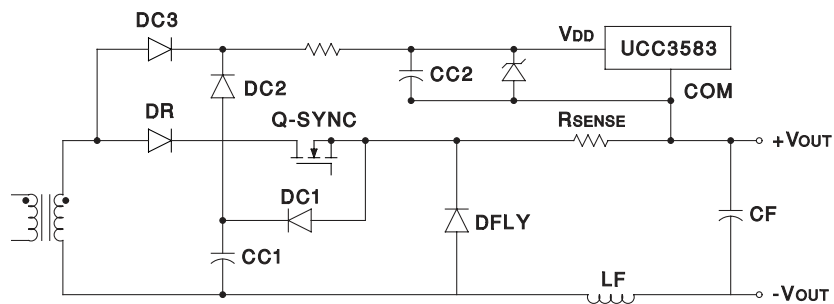 DC3
VDD
UCC3583
DC2
CC2
COM
DR
Q-SYNC
RSENSE
+VOUT
DC1
DFLY
CF
CC1
LF
-VOUT